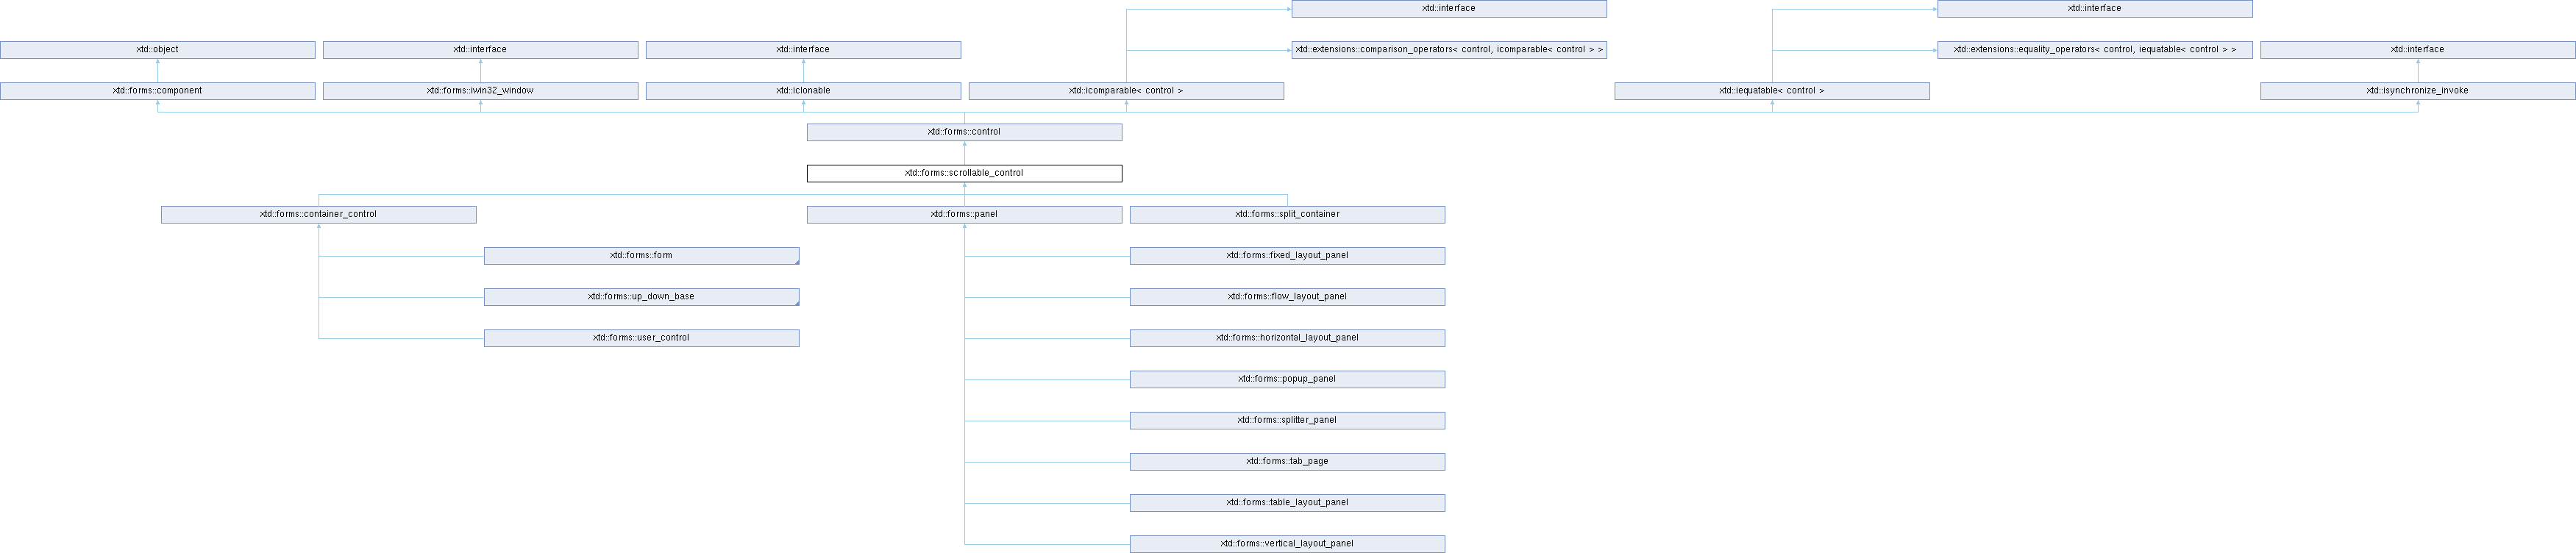 xtd::interface
xtd::interface
xtd::object
xtd::interface
xtd::interface
xtd::extensions::comparison_operators< control, icomparable< control > >
xtd::extensions::equality_operators< control, iequatable< control > >
xtd::interface
xtd::forms::component
xtd::forms::iwin32_window
xtd::iclonable
xtd::icomparable< control >
xtd::iequatable< control >
xtd::isynchronize_invoke
xtd::forms::control
xtd::forms::scrollable_control
xtd::forms::container_control
xtd::forms::panel
xtd::forms::split_container
xtd::forms::form
xtd::forms::fixed_layout_panel
xtd::forms::up_down_base
xtd::forms::flow_layout_panel
xtd::forms::user_control
xtd::forms::horizontal_layout_panel
xtd::forms::popup_panel
xtd::forms::splitter_panel
xtd::forms::tab_page
xtd::forms::table_layout_panel
xtd::forms::vertical_layout_panel